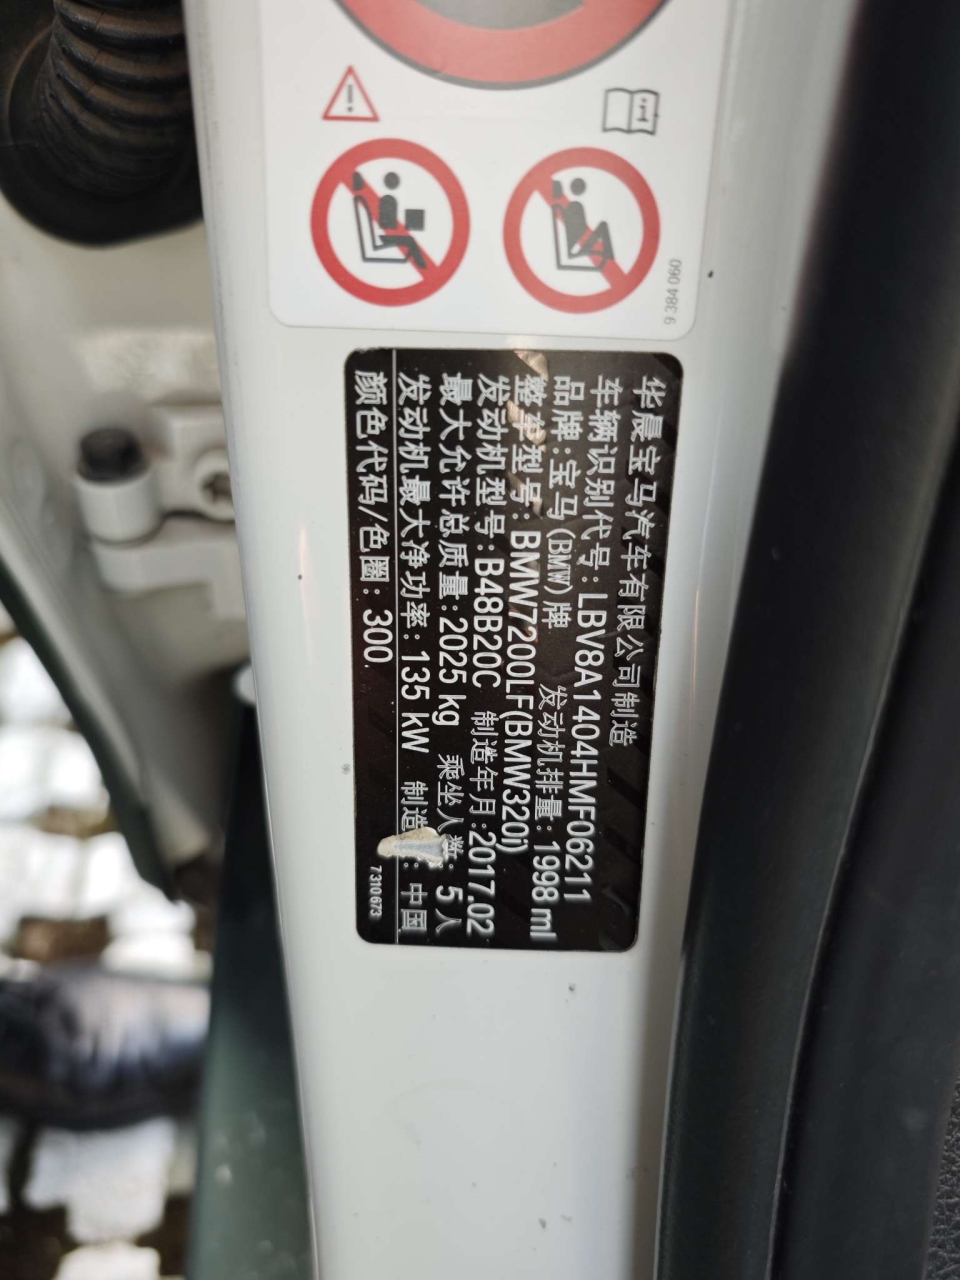 9 384 060
华晨宝马汽车有限公司制造
车辆识别代号:LBV8A1404HMF06211
品牌:宝马(BMW)牌 发动机排量:1998 ml
整车型号:BMW7200LF(BMW320i)
发动机型号:B48B20C 制造年月:2017.02
最大允许总质量:2025 kg 乘坐人数:5人
发动机最大净功率:135 kW 制造 :中国
颜色代码/色圈:300.
7 310 673